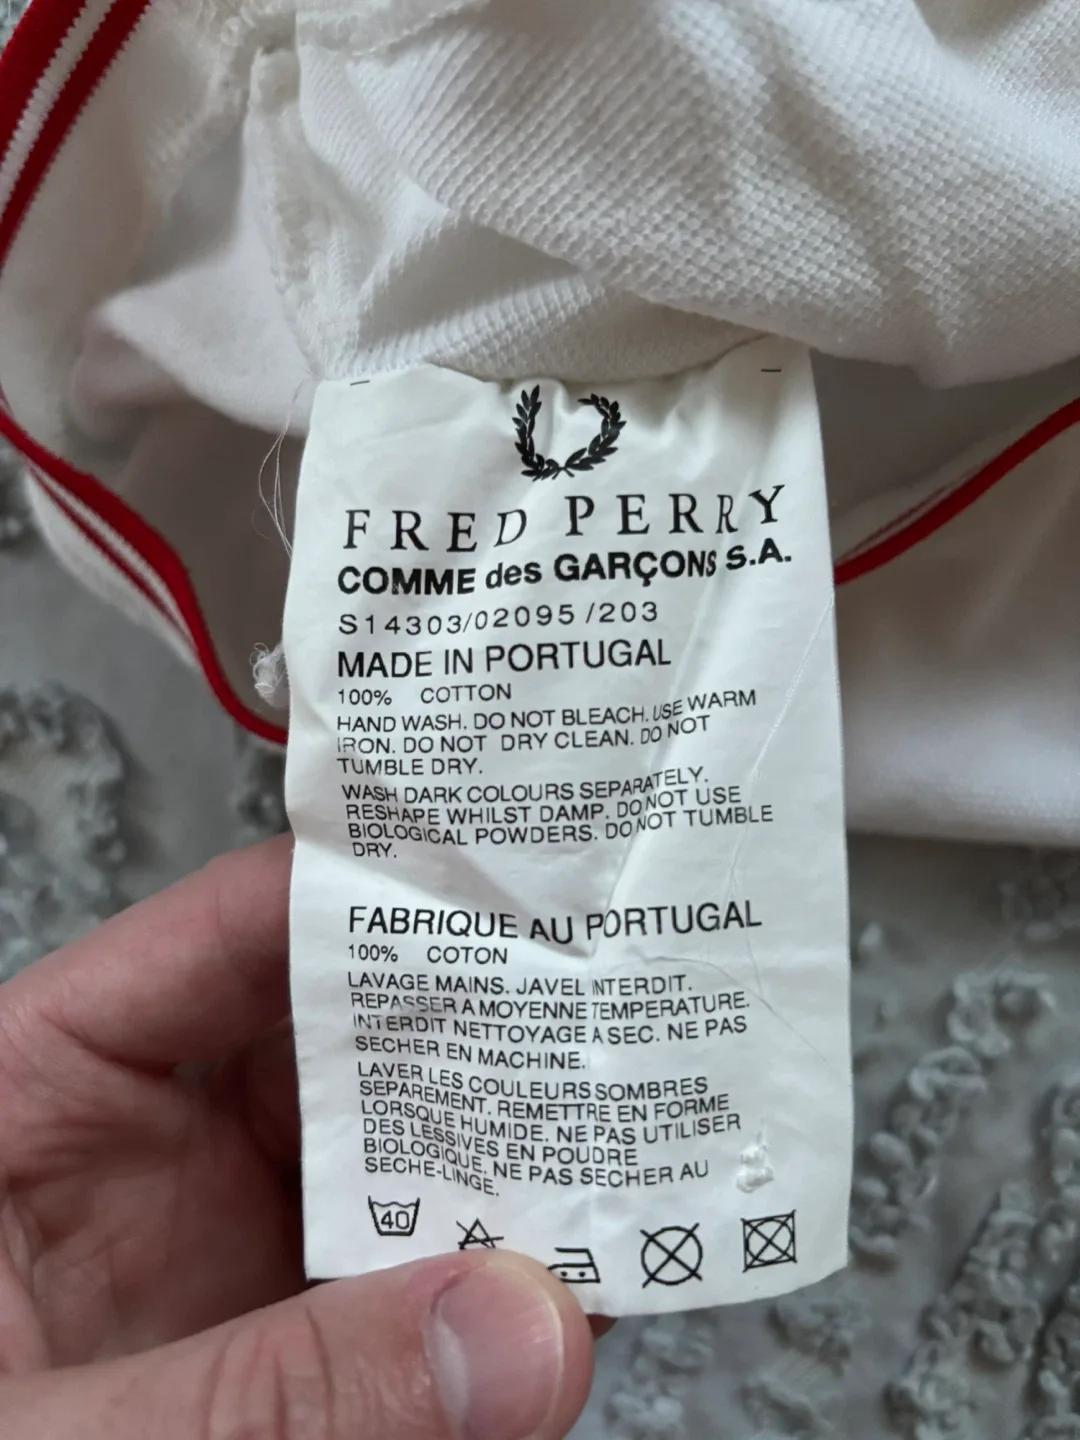 FRED PERRY
COMME des GARÇONS S.A.
S14303/02095 /203
MADE IN PORTUGAL
100% COTTON
HAND WASH. DO NOT BLEACH. USE WARM
IRON. DO NOT DRY CLEAN. DO NOT
TUMBLE DRY.
WASH DARK COLOURS SEPARATELY.
RESHAPE WHILST DAMP. DO NOT USE
BIOLOGICAL POWDERS. DO NOT TUMBLE
DRY.
FABRIQUE AU PORTUGAL
100% COTON
LAVAGE MAINS. JAVEL INTERDIT.
REPASSER A MOYENNE TEMPERATURE.
INTERDIT NETTOYAGE A SEC. NE PAS
SECHER EN MACHINE.
LAVER LES COULEURS SOMBRES
SEPAREMENT. REMETTRE EN FORME
LORSQUE HUMIDE. NE PAS UTILISER
DES LESSIVES EN POUDRE
BIOLOGIQUE. NE PAS SECHER AU
SECHE-LINGE.
40